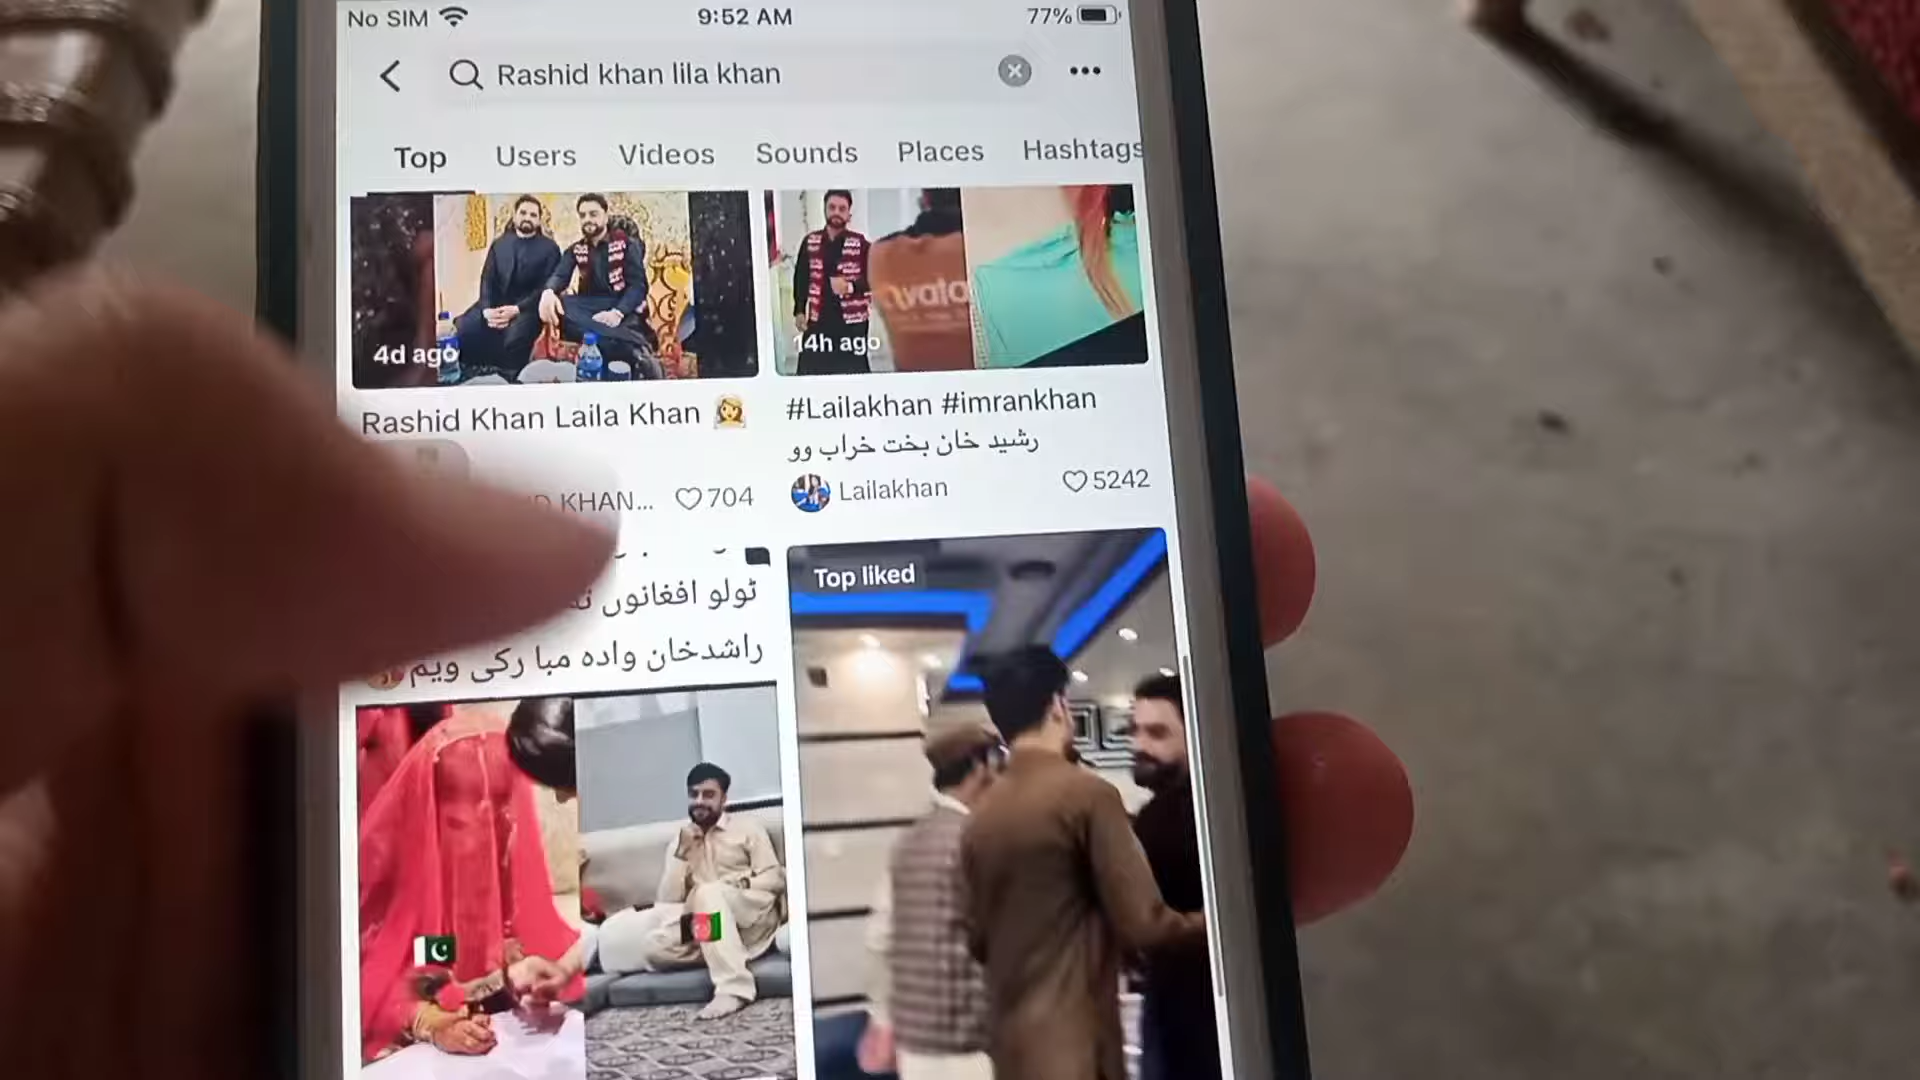 No SIM
9:52 AM
77%
Rashid khan lila khan
Top
Users
Videos
Sounds
Places
Hashtags
4d ago
14h ago
Rashid Khan Laila Khan
#Lailakhan #imrankhan
رشید خان بخت خراب وو
KHAN...
704
Lailakhan
5242
ٹولو افغانوں
راشدخان واده مبا رکی ویم
Top liked